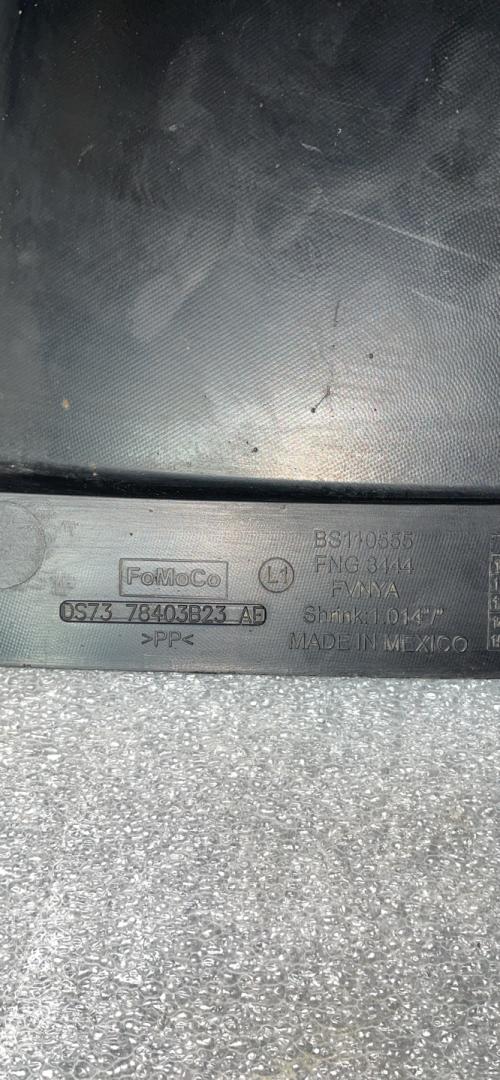 FoMoCo
L1
DS73 78403B23 AE
>PP<
BS110555
FNG 3444
FVNYA
Shrink:1.014"/"
MADE IN MEXICO